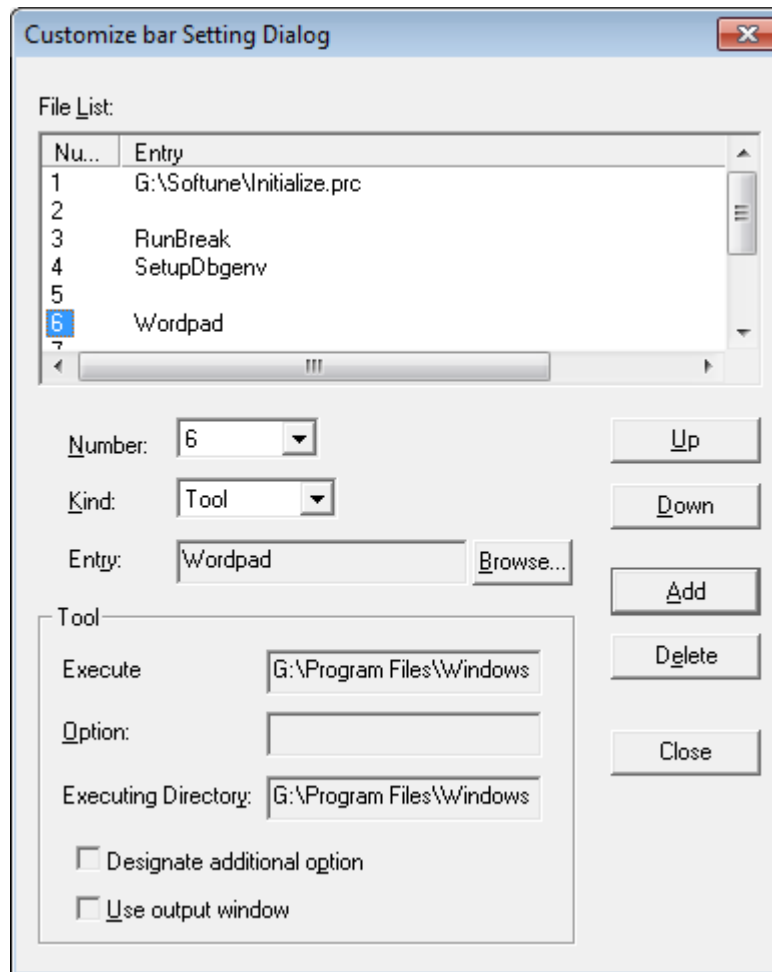 Customize bar Setting Dialog
File List:
Nu... Entry
1 G:\Softune\Initialize.prc
2
3 RunBreak
4 SetupDbgenv
5
6 Wordpad
7
Number: 6 Up
Kind: Tool Down
Entry: Wordpad Browse...
Add
Tool
Delete
Execute G:\Program Files\Windows
Option:
Close
Executing Directory: G:\Program Files\Windows
Designate additional option
Use output window